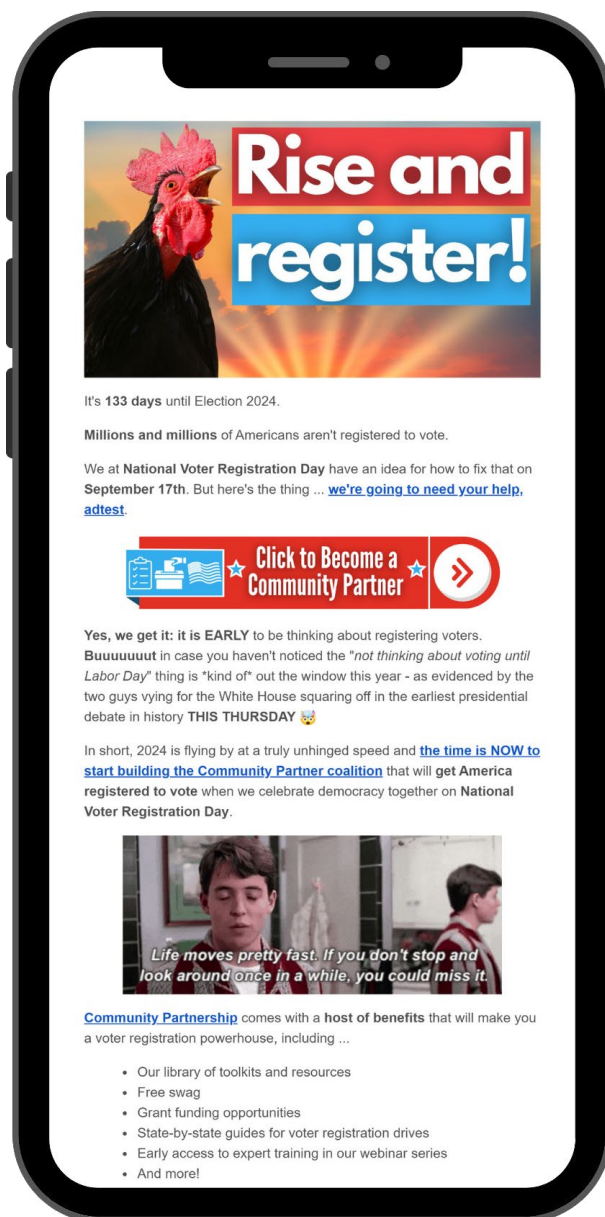 Rise and
register!
It's 133 days until Election 2024.
Millions and millions of Americans aren't registered to vote.
We at National Voter Registration Day have an idea for how to fix that on
September 17th. But here's the thing ... we're going to need your help,
adtest.
Click to Become a
Community Partner
Yes, we get it: it is EARLY to be thinking about registering voters.
Buuuuuuut in case you haven't noticed the "not thinking about voting until
Labor Day" thing is *kind of* out the window this year - as evidenced by the
two guys vying for the White House squaring off in the earliest presidential
debate in history THIS THURSDAY 🤯
In short, 2024 is flying by at a truly unhinged speed and the time is NOW to
start building the Community Partner coalition that will get America
registered to vote when we celebrate democracy together on National
Voter Registration Day.
Life moves pretty fast. If you don't stop and
look around once in a while, you could miss it.
Community Partnership comes with a host of benefits that will make you
a voter registration powerhouse, including ...
• Our library of toolkits and resources
• Free swag
• Grant funding opportunities
• State-by-state guides for voter registration drives
• Early access to expert training in our webinar series
• And more!